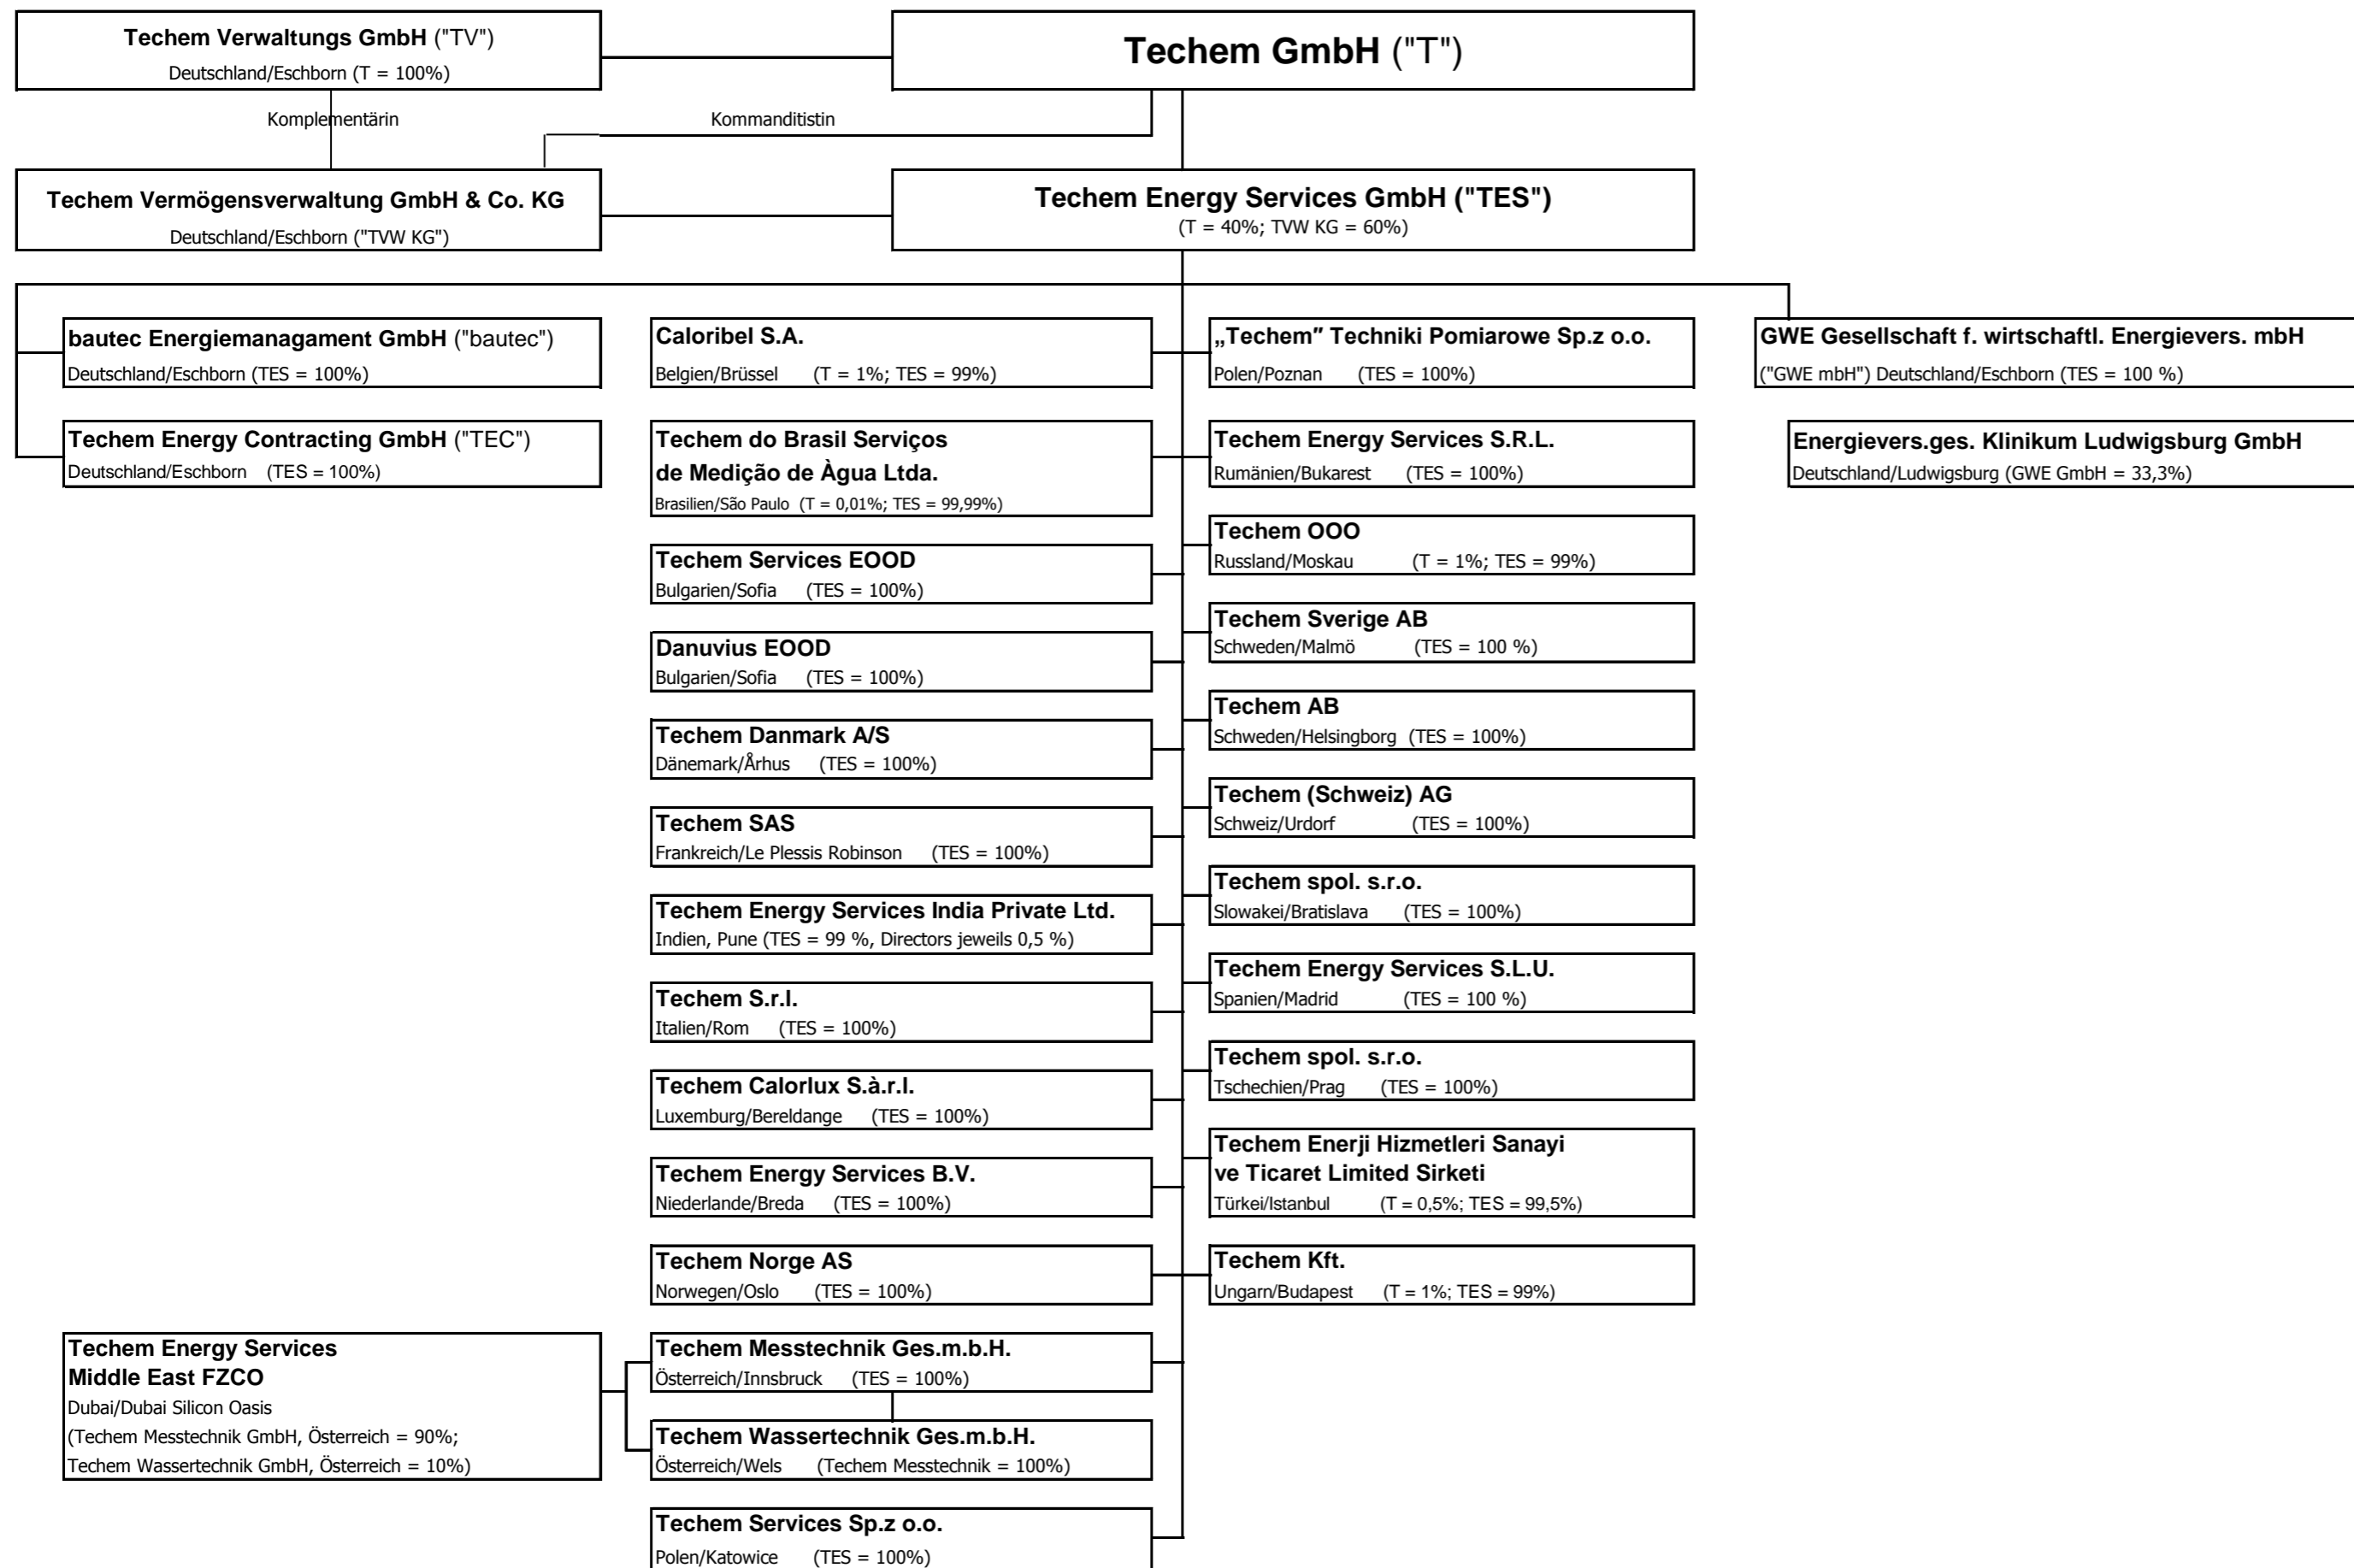 Techem Verwaltungs GmbH ("TV")
Deutschland/Eschborn (T = 100%)
Techem GmbH ("T")
Komplementärin
Kommanditistin
Techem Vermögensverwaltung GmbH & Co. KG
Deutschland/Eschborn ("TVW KG")
Techem Energy Services GmbH ("TES")
(T = 40%; TVW KG = 60%)
bautec Energiemanagament GmbH ("bautec")
Deutschland/Eschborn (TES = 100%)
Techem Energy Contracting GmbH ("TEC")
Deutschland/Eschborn (TES = 100%)
Caloribel S.A.
Belgien/Brüssel (T = 1%; TES = 99%)
Techem do Brasil Serviços
de Medição de Àgua Ltda.
Brasilien/São Paulo (T = 0,01%; TES = 99,99%)
Techem Services EOOD
Bulgarien/Sofia (TES = 100%)
Danuvius EOOD
Bulgarien/Sofia (TES = 100%)
Techem Danmark A/S
Dänemark/Århus (TES = 100%)
Techem SAS
Frankreich/Le Plessis Robinson (TES = 100%)
Techem Energy Services India Private Ltd.
Indien, Pune (TES = 99 %, Directors jeweils 0,5 %)
Techem S.r.l.
Italien/Rom (TES = 100%)
Techem Calorlux S.à.r.l.
Luxemburg/Bereldange (TES = 100%)
Techem Energy Services B.V.
Niederlande/Breda (TES = 100%)
Techem Norge AS
Norwegen/Oslo (TES = 100%)
Techem Messtechnik Ges.m.b.H.
Österreich/Innsbruck (TES = 100%)
Techem Wassertechnik Ges.m.b.H.
Österreich/Wels (Techem Messtechnik = 100%)
Techem Services Sp.z o.o.
Polen/Katowice (TES = 100%)
Techem Energy Services
Middle East FZCO
Dubai/Dubai Silicon Oasis
(Techem Messtechnik GmbH, Österreich = 90%;
Techem Wassertechnik GmbH, Österreich = 10%)
„Techem" Techniki Pomiarowe Sp.z o.o.
Polen/Poznan (TES = 100%)
Techem Energy Services S.R.L.
Rumänien/Bukarest (TES = 100%)
Techem OOO
Russland/Moskau (T = 1%; TES = 99%)
Techem Sverige AB
Schweden/Malmö (TES = 100 %)
Techem AB
Schweden/Helsingborg (TES = 100%)
Techem (Schweiz) AG
Schweiz/Urdorf (TES = 100%)
Techem spol. s.r.o.
Slowakei/Bratislava (TES = 100%)
Techem Energy Services S.L.U.
Spanien/Madrid (TES = 100 %)
Techem spol. s.r.o.
Tschechien/Prag (TES = 100%)
Techem Enerji Hizmetleri Sanayi
ve Ticaret Limited Sirketi
Türkei/Istanbul (T = 0,5%; TES = 99,5%)
Techem Kft.
Ungarn/Budapest (T = 1%; TES = 99%)
GWE Gesellschaft f. wirtschaftl. Energievers. mbH
("GWE mbH") Deutschland/Eschborn (TES = 100 %)
Energievers.ges. Klinikum Ludwigsburg GmbH
Deutschland/Ludwigsburg (GWE GmbH = 33,3%)